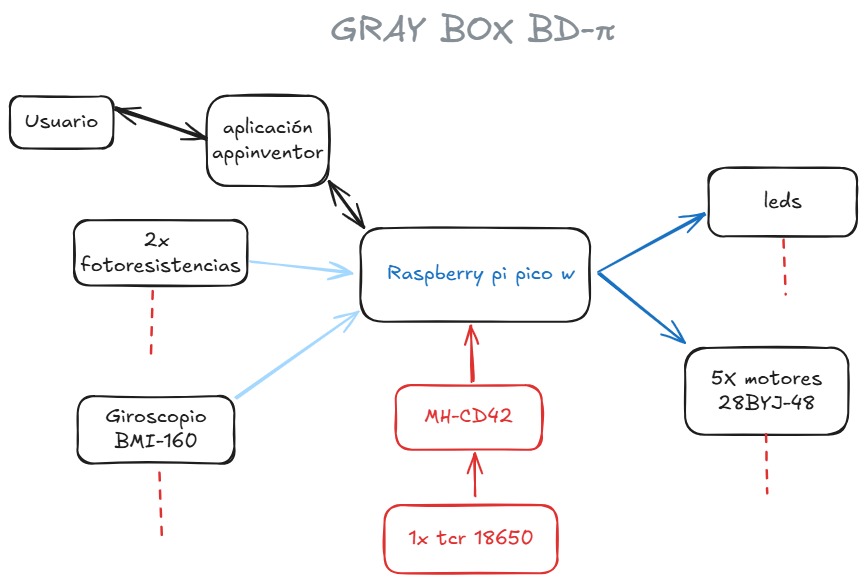 GRAY BOX BD-π
Usuario
aplicación
appinventor
leds
2x
fotoresistencias
Raspberry pi pico w
5X motores
28BYJ-48
Giroscopio
BMI-160
MH-CD42
1x tcr 18650